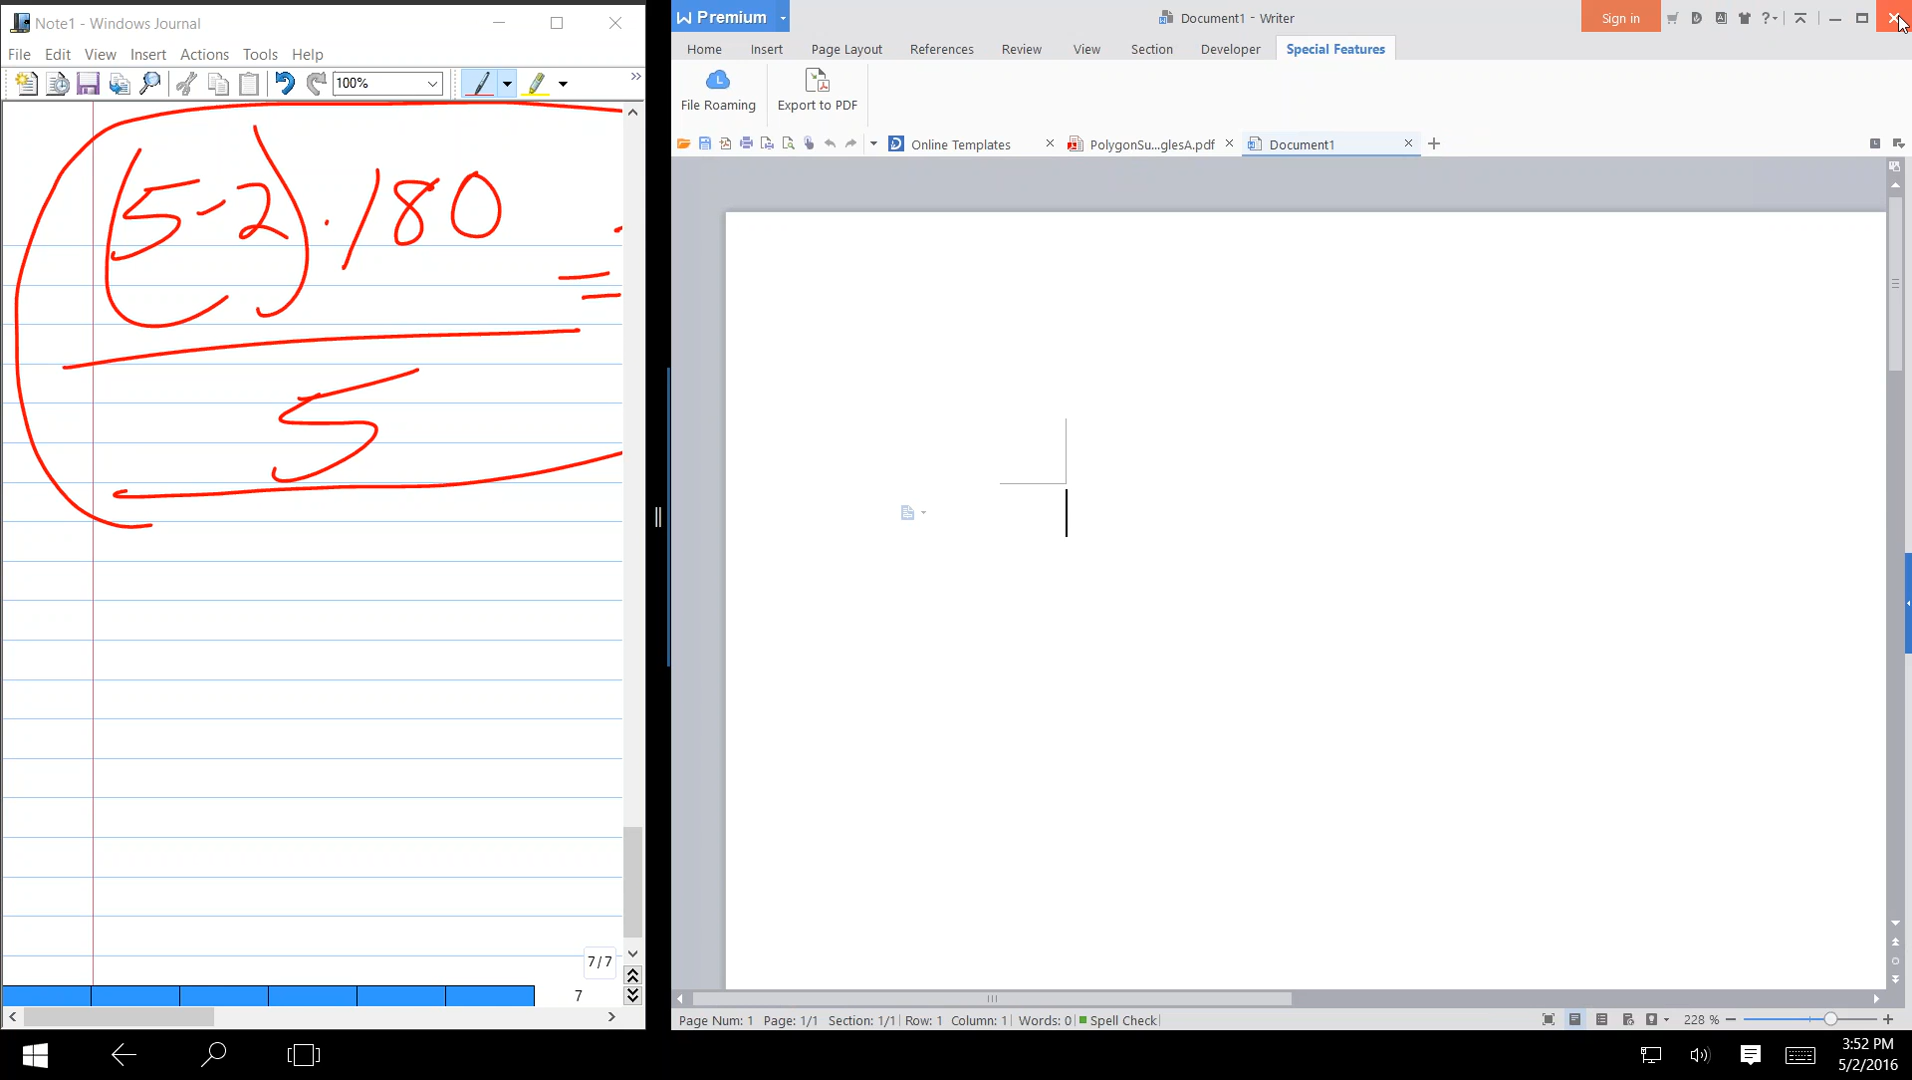 Note1 - Windows Journal
File Edit View Insert Actions Tools Help
100%
(5-2) · 180
=
5
7/7
7
W Premium
Document1 - Writer
Sign in
Home Insert Page Layout References Review View Section Developer Special Features
File Roaming Export to PDF
Online Templates PolygonSu...glesA.pdf Document1
Page Num: 1 Page: 1/1 Section: 1/1 Row: 1 Column: 1 Words: 0 Spell Check
228 %
3:52 PM
5/2/2016